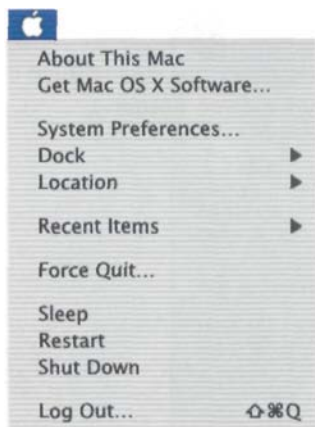 About This Mac
Get Mac OS X Software...
System Preferences...
Dock
Location
Recent Items
Force Quit...
Sleep
Restart
Shut Down
Log Out... ⇧⌘Q